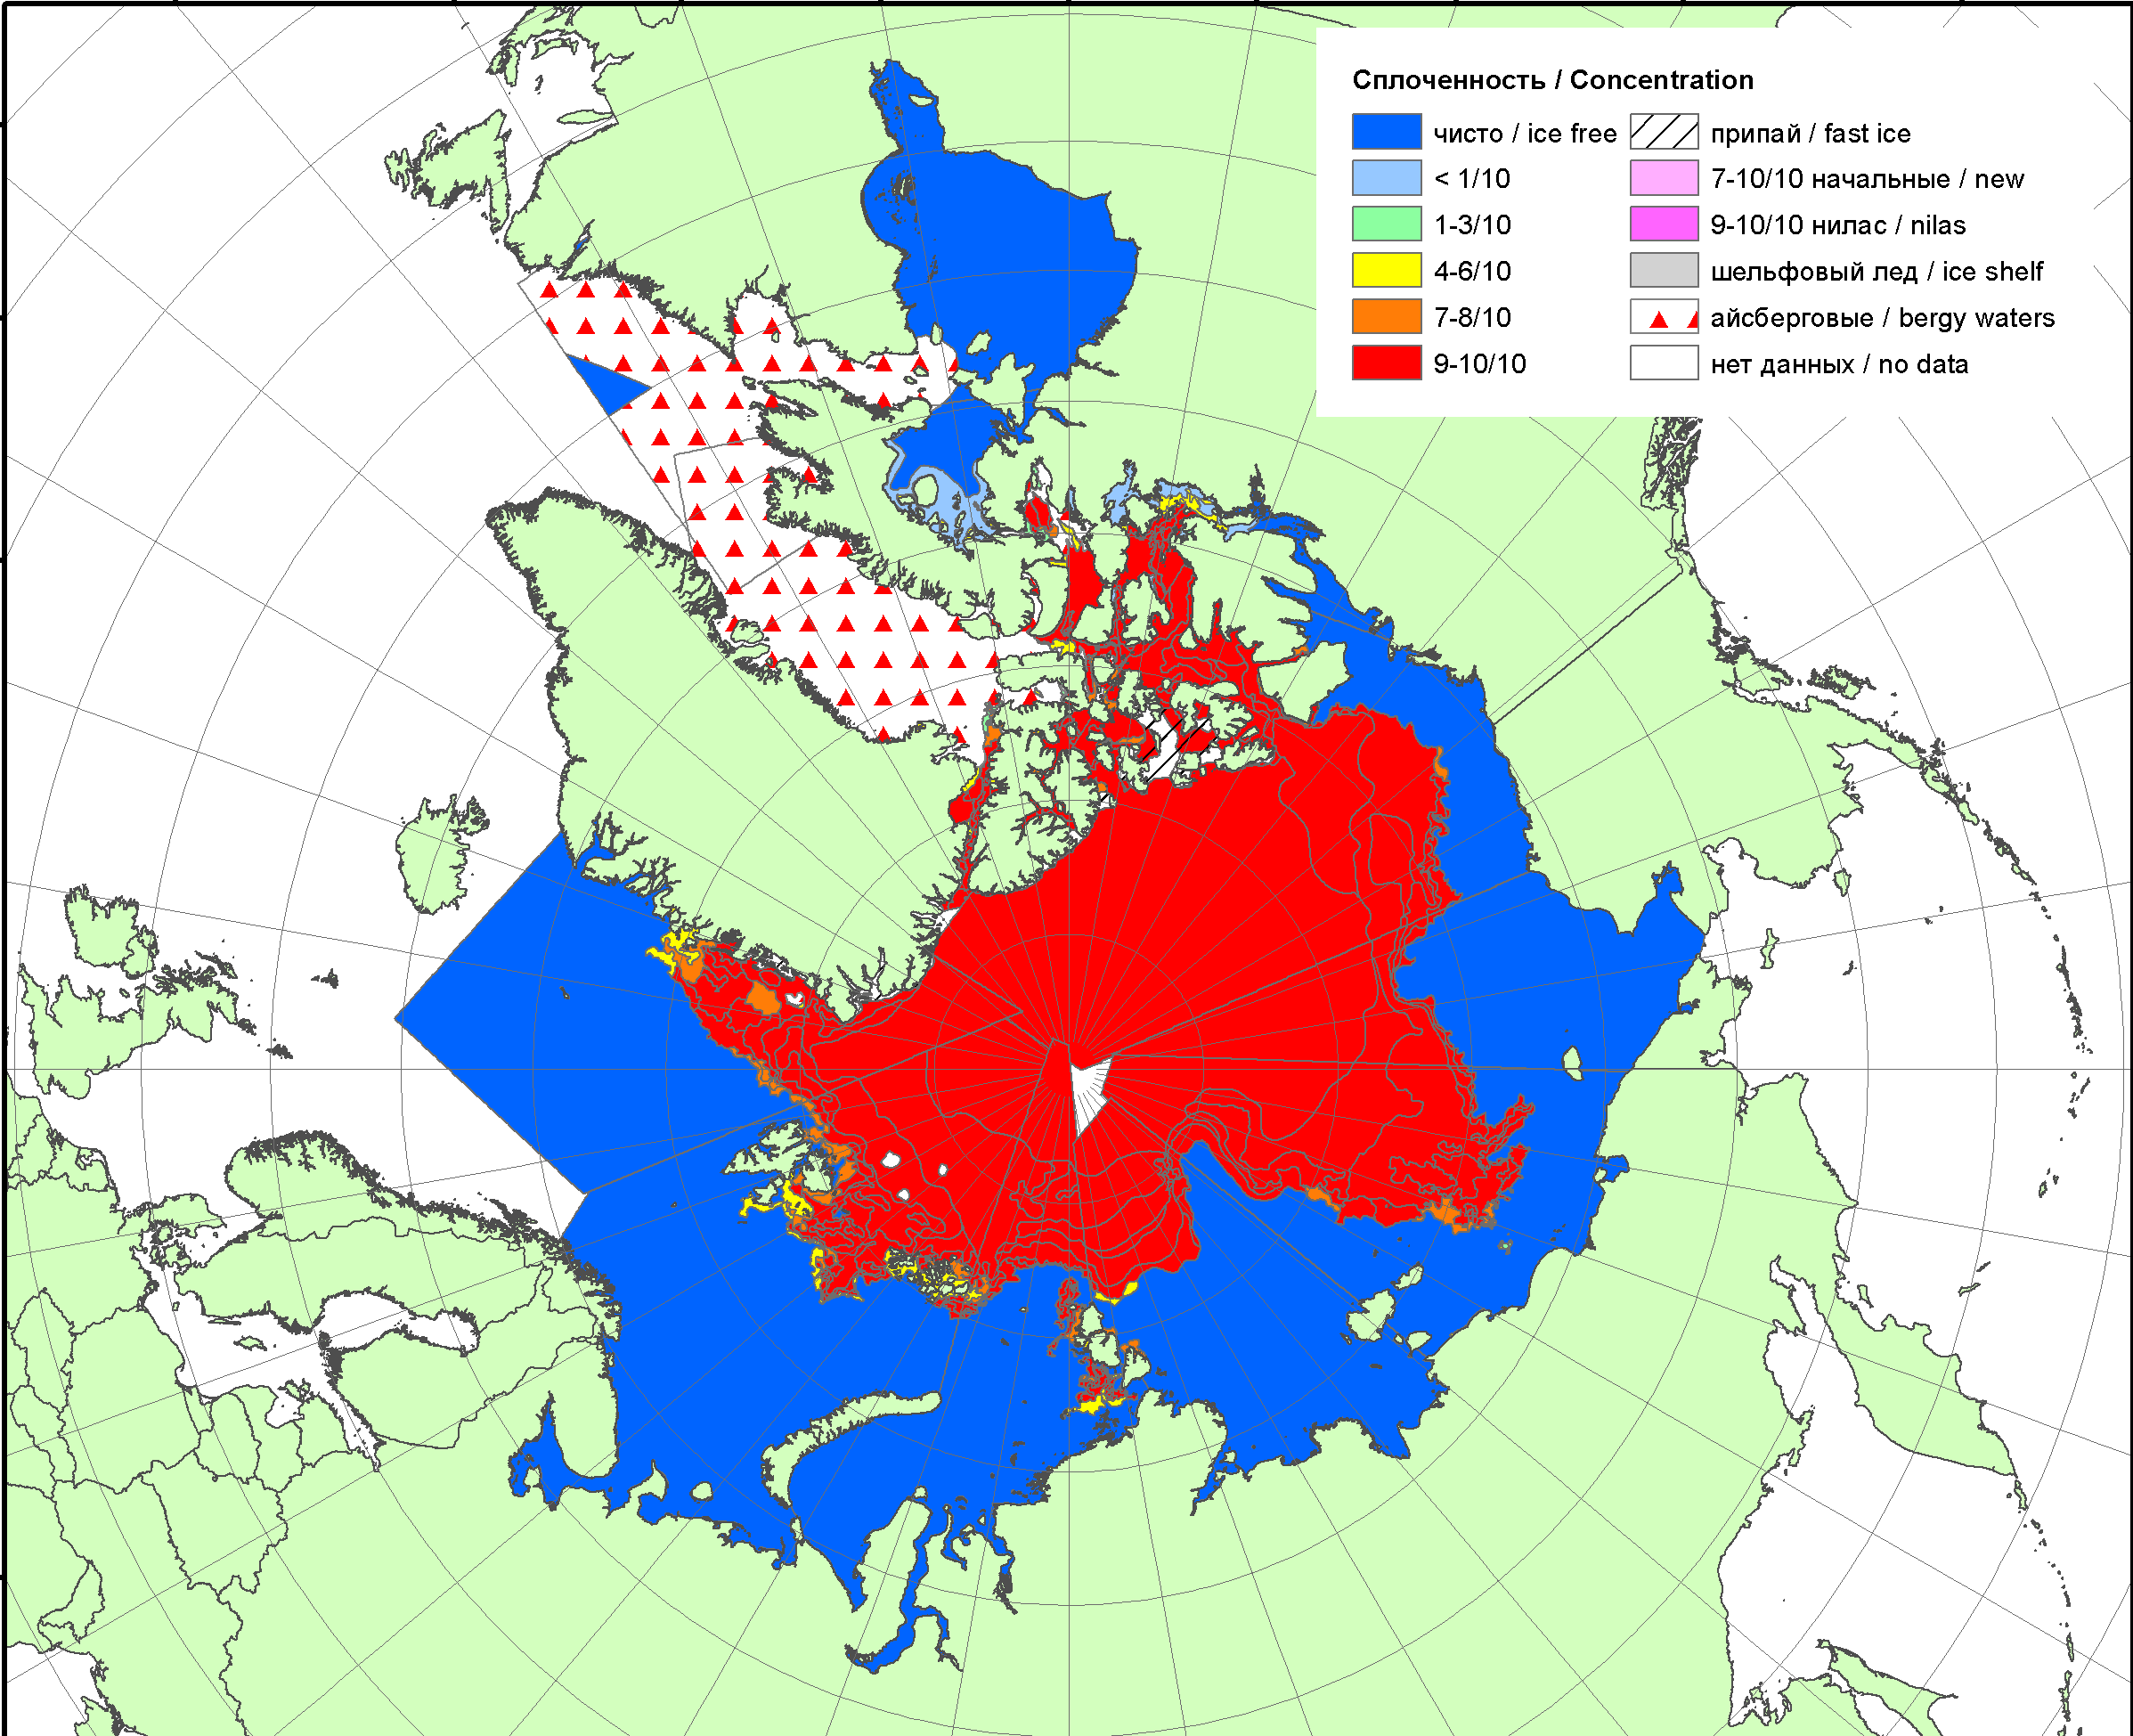 Сплоченность / Concentration
чисто / ice free
< 1/10
1-3/10
4-6/10
7-8/10
9-10/10
припай / fast ice
7-10/10 начальные / new
9-10/10 нилас / nilas
шельфовый лед / ice shelf
айсберговые / bergy waters
нет данных / no data